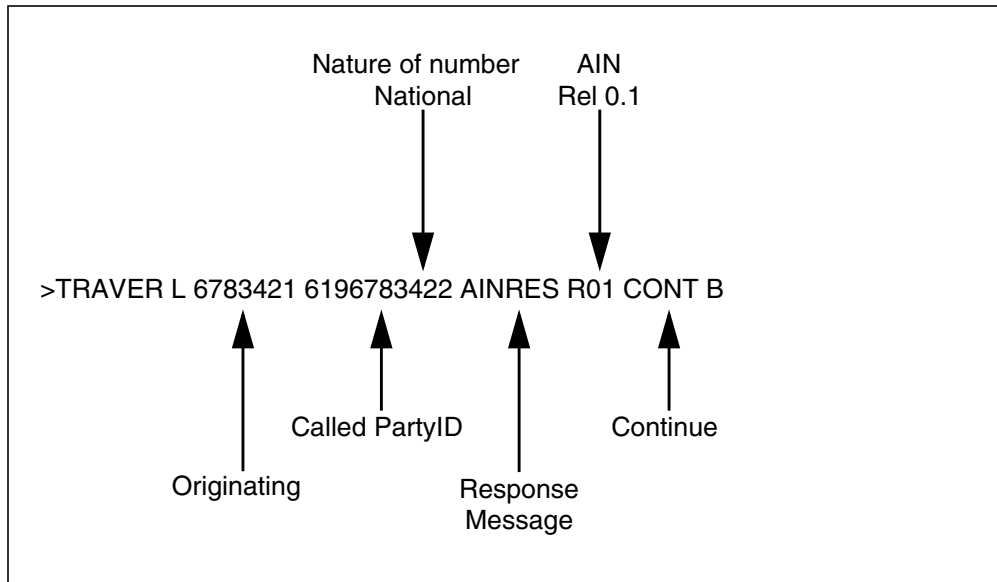 Nature of number
National
AIN
Rel 0.1
>TRAVER L 6783421 6196783422 AINRES R01 CONT B
Called PartyID
Continue
Originating
Response
Message